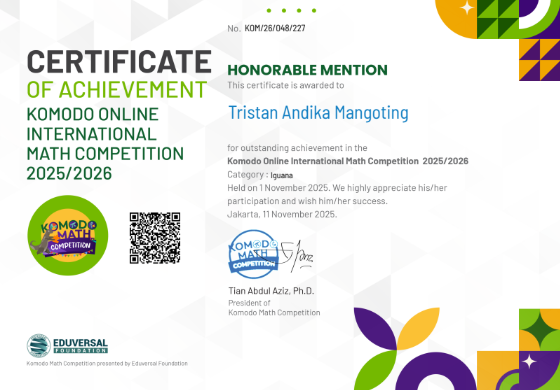 No. KOM/26/048/227
CERTIFICATE
OF ACHIEVEMENT
KOMODO ONLINE
INTERNATIONAL
MATH COMPETITION
2025/2026
HONORABLE MENTION
This certificate is awarded to
Tristan Andika Mangoting
for outstanding achievement in the
Komodo Online International Math Competition 2025/2026
Category : Iguana
Held on 1 November 2025. We highly appreciate his/her
participation and wish him/her success.
Jakarta, 11 November 2025.
KOMODO
MATH
COMPETITION
KOMODO
MATH
COMPETITION
Tian Abdul Aziz, Ph.D.
President of
Komodo Math Competition
EDUVERSAL
FOUNDATION
Komodo Math Competition presented by Eduversal Foundation